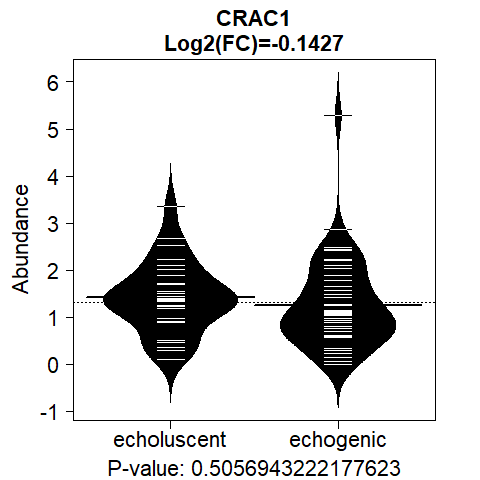 CRAC1
Log2(FC)=-0.1427
6
5
4
3
2
1
0
-1
Abundance
echoluscent echogenic
P-value: 0.5056943222177623